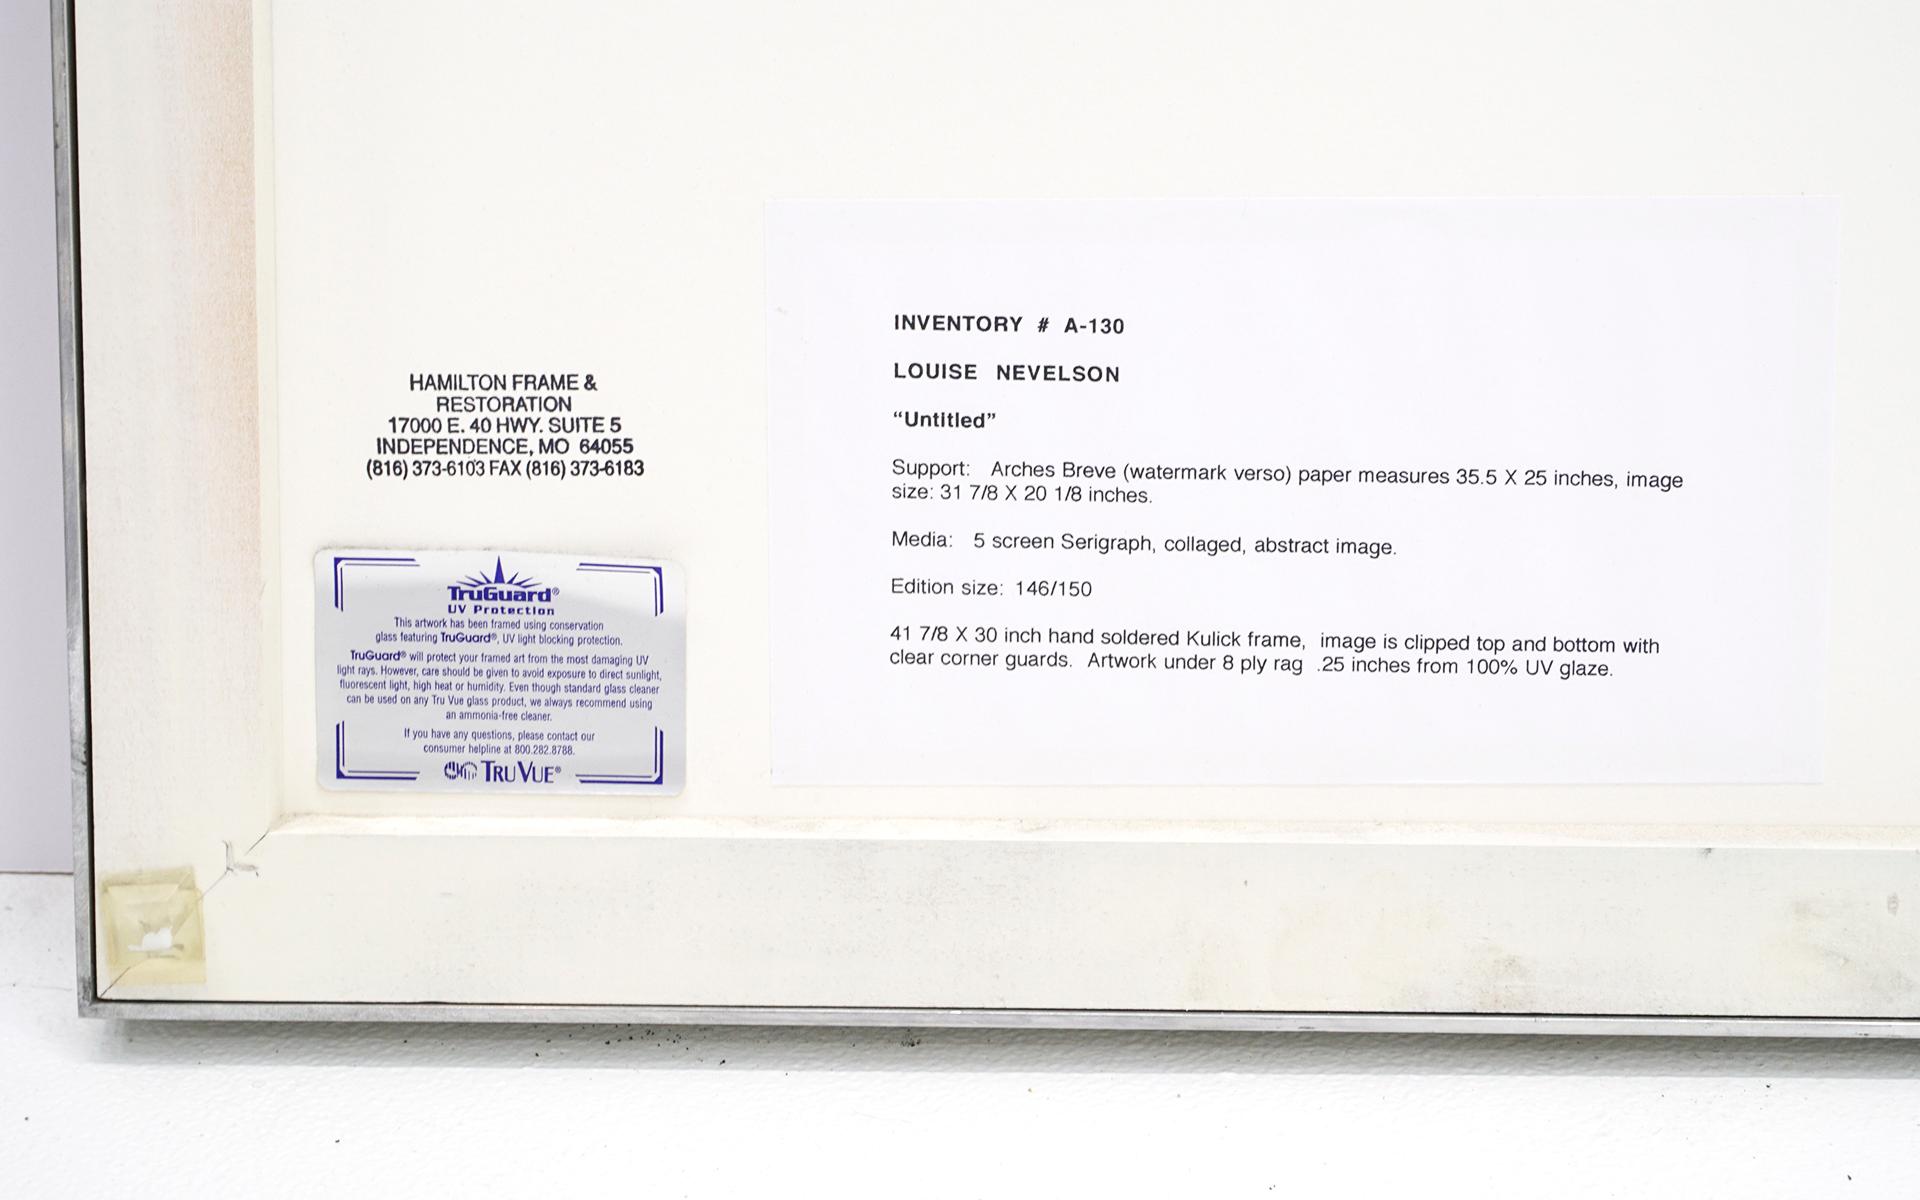 HAMILTON FRAME &
RESTORATION
17000 E. 40 HWY. SUITE 5
INDEPENDENCE, MO 64055
(816) 373-6103 FAX (816) 373-6183
TruGuard®
UV Protection
This artwork has been framed using conservation
glass featuring TruGuard®, UV light blocking protection.
TruGuard® will protect your framed art from the most damaging UV
light rays. However, care should be given to avoid exposure to direct sunlight,
fluorescent light, high heat or humidity. Even though standard glass cleaner
can be used on any Tru Vue glass product, we always recommend using
an ammonia-free cleaner.
If you have any questions, please contact our
consumer helpline at 800.282.8788.
TRU VUE®
INVENTORY # A-130
LOUISE NEVELSON
“Untitled”
Support: Arches Breve (watermark verso) paper measures 35.5 X 25 inches, image
size: 31 7/8 X 20 1/8 inches.
Media: 5 screen Serigraph, collaged, abstract image.
Edition size: 146/150
41 7/8 X 30 inch hand soldered Kulick frame, image is clipped top and bottom with
clear corner guards. Artwork under 8 ply rag .25 inches from 100% UV glaze.